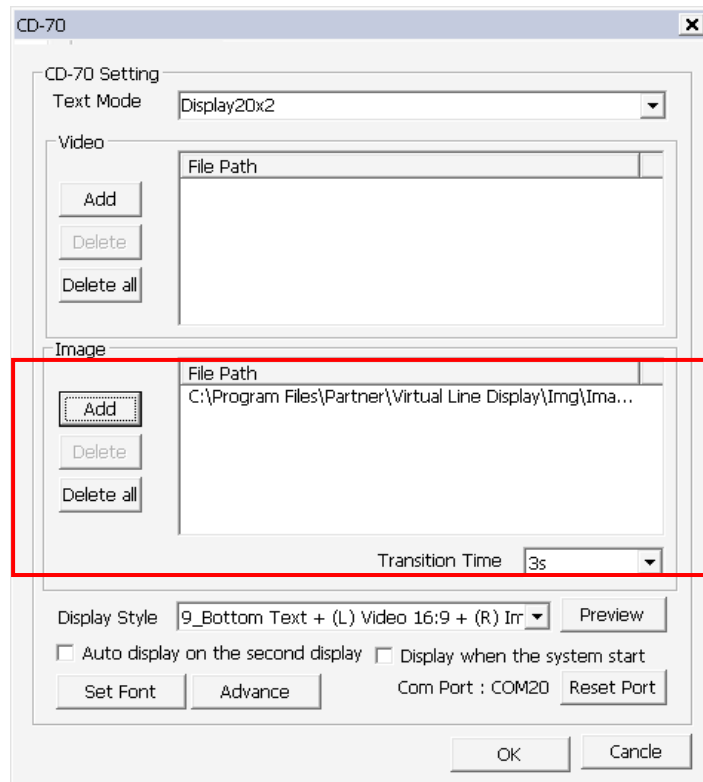 CD-70
CD-70 Setting
Text Mode
Display20x2
Video
File Path
Add
Delete
Delete all
Image
File Path
Add
C:\Program Files\Partner\Virtual Line Display\Img\Ima...
Delete
Delete all
Transition Time
3s
Display Style
9_Bottom Text + (L) Video 16:9 + (R) Im
Preview
Auto display on the second display
Display when the system start
Set Font
Advance
Com Port : COM20
Reset Port
OK
Cancle